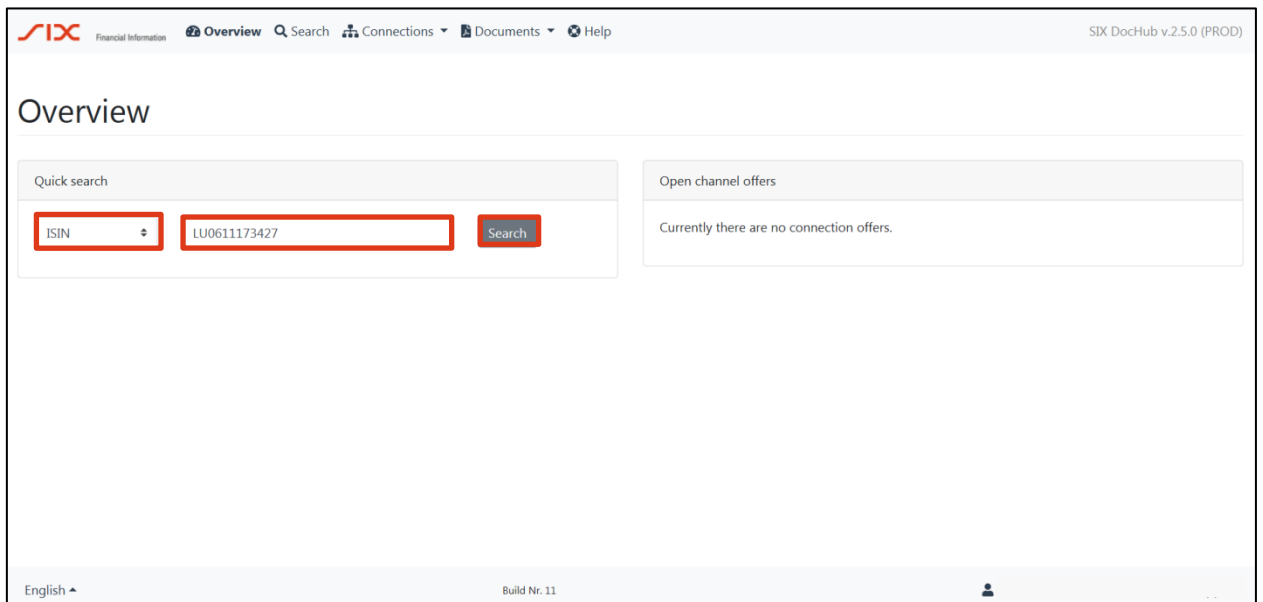 SIX Financial Information Overview Search Connections Documents Help SIX DocHub v.2.5.0 (PROD)
Overview
Quick search
ISIN LU0611173427 Search
Open channel offers
Currently there are no connection offers.
English Build Nr. 11